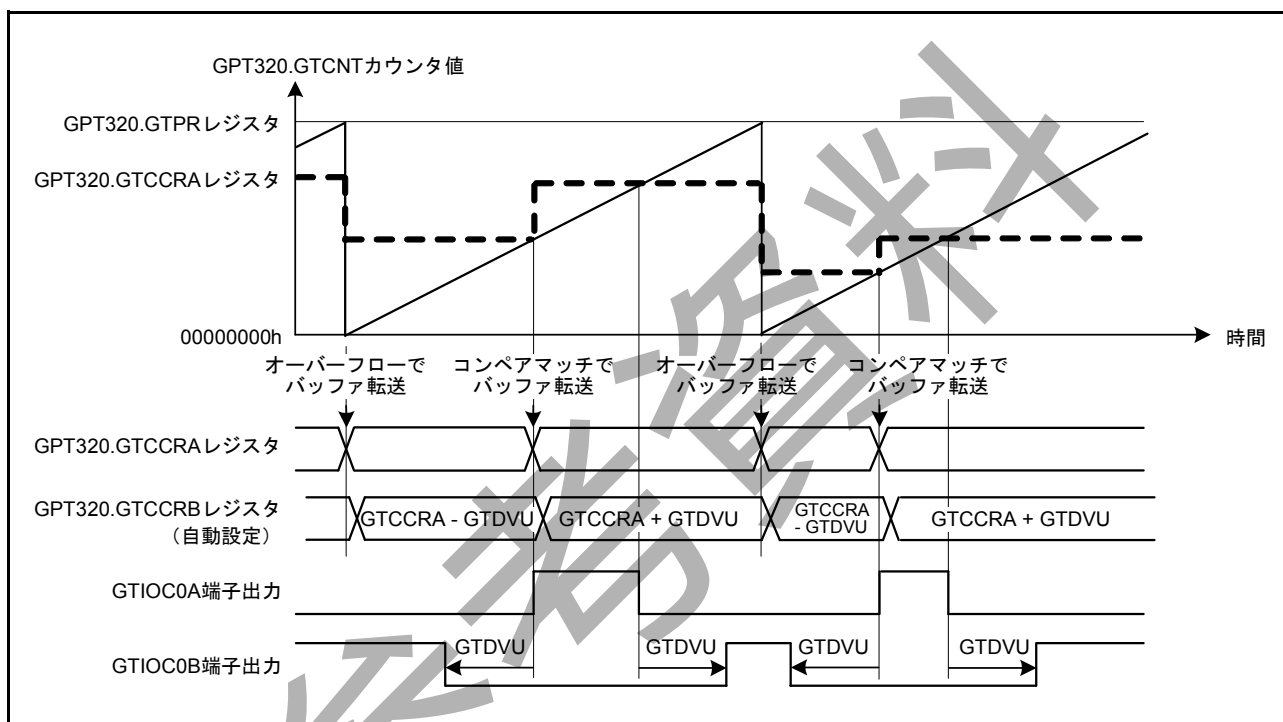 GPT320.GTCNTカウンタ値
GPT320.GTPRレジスタ
GPT320.GTCCRAレジスタ
00000000h
時間
オーバーフローで
バッファ転送
コンペアマッチで
バッファ転送
オーバーフローで
バッファ転送
コンペアマッチで
バッファ転送
GPT320.GTCCRAレジスタ
GPT320.GTCCRBレジスタ
(自動設定)
GTCCRA - GTDVU
GTCCRA + GTDVU
GTCCRA
- GTDVU
GTCCRA + GTDVU
GTIOC0A端子出力
GTIOC0B端子出力
GTDVU
GTDVU
GTDVU
GTDVU
参考資料